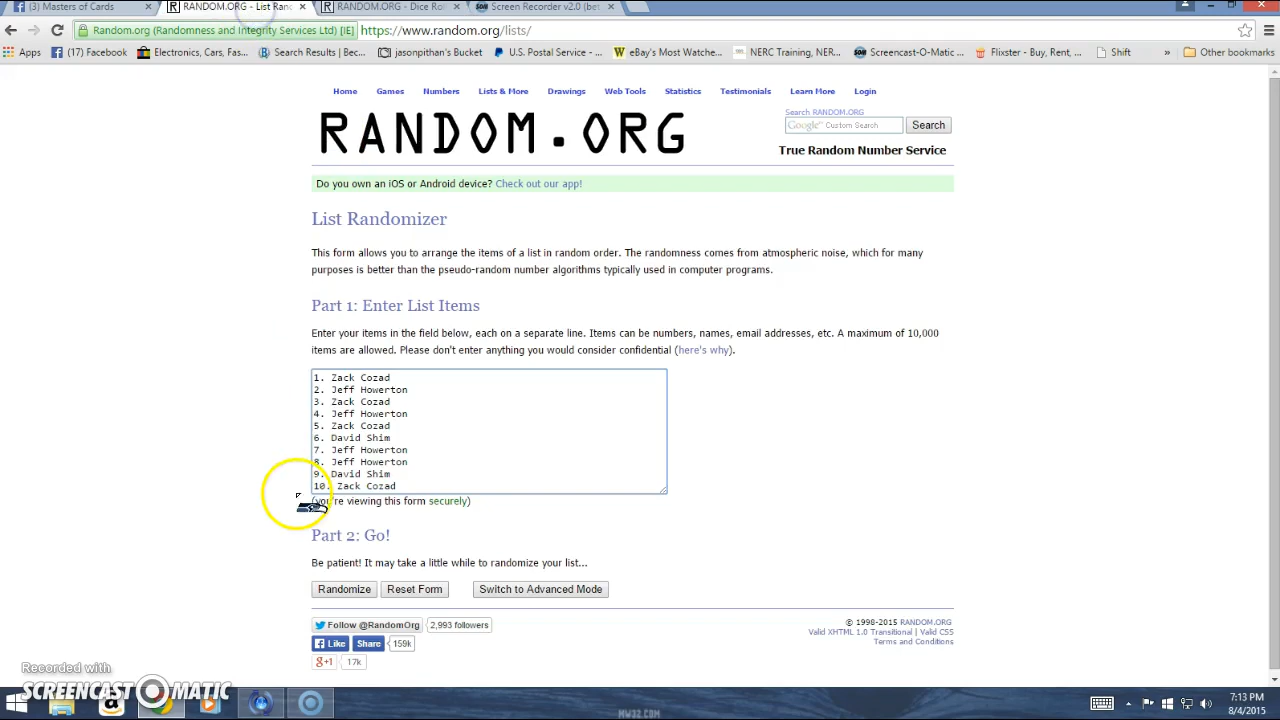 (3) Masters of Cards
RANDOM.ORG - List Ran
RANDOM.ORG - Dice Rol
Screen Recorder v2.0 (bet
Random.org (Randomness and Integrity Services Ltd) [IE]
https://www.random.org/lists/
Apps
(17) Facebook
Electronics, Cars, Fas
Search Results | Bec
jasonpithan's Bucket
U.S. Postal Service -
eBay's Most Watche
NERC Training, NER
Screencast-O-Matic
Flixster - Buy, Rent,
Shift
»
Other bookmarks
Home Games Numbers Lists & More Drawings Web Tools Statistics Testimonials Learn More Login
Search RANDOM.ORG
Google™ Custom Search
Search
RANDOM.ORG
True Random Number Service
Do you own an iOS or Android device? Check out our app!
List Randomizer
This form allows you to arrange the items of a list in random order. The randomness comes from atmospheric noise, which for many
purposes is better than the pseudo-random number algorithms typically used in computer programs.
Part 1: Enter List Items
Enter your items in the field below, each on a separate line. Items can be numbers, names, email addresses, etc. A maximum of 10,000
items are allowed. Please don't enter anything you would consider confidential (here's why).
1. Zack Cozad
2. Jeff Howerton
3. Zack Cozad
4. Jeff Howerton
5. Zack Cozad
6. David Shim
7. Jeff Howerton
8. Jeff Howerton
9. David Shim
10. Zack Cozad
(you're viewing this form securely)
Part 2: Go!
Be patient! It may take a little while to randomize your list...
Randomize
Reset Form
Switch to Advanced Mode
Follow @RandomOrg
2,993 followers
© 1998-2015 RANDOM.ORG
Like
Share
159k
Valid XHTML 1.0 Transitional | Valid CSS
Terms and Conditions
g+1
17k
Recorded with
SCREENCAST-O-MATIC
MW32.COM
7:13 PM
8/4/2015